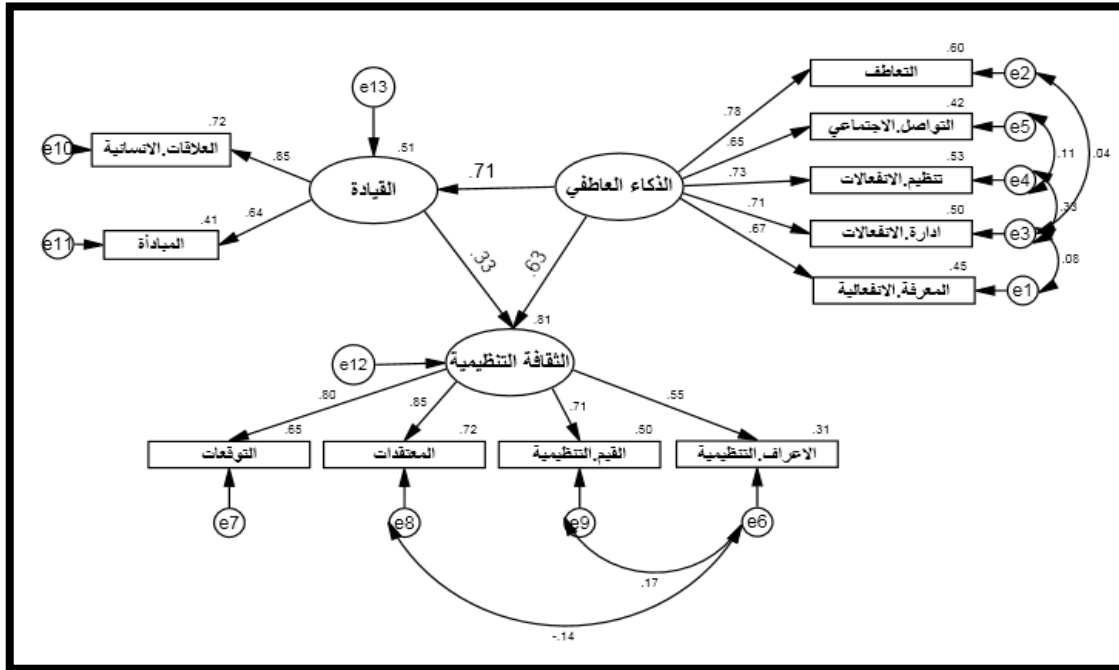 .60
التعاطف
e2
.42
التواصل.الاجتماعي
e5
.53
تنظيم.الانفعالات
e4
.50
ادارة.الانفعالات
e3
.45
المعرفة.الانفعالية
e1
.04
.11
.33
.08
.78
.65
.73
.71
.67
الذكاء العاطفي
.71
e13
.51
القيادة
.72
العلاقات.الانسانية
e10
.85
.41
المبادأة
e11
.64
.33
.63
.81
الثقافة التنظيمية
e12
.80
.85
.71
.55
.65
التوقعات
.72
المعتقدات
.50
القيم.التنظيمية
.31
الاعراف.التنظيمية
e7
e8
e9
e6
.17
-.14